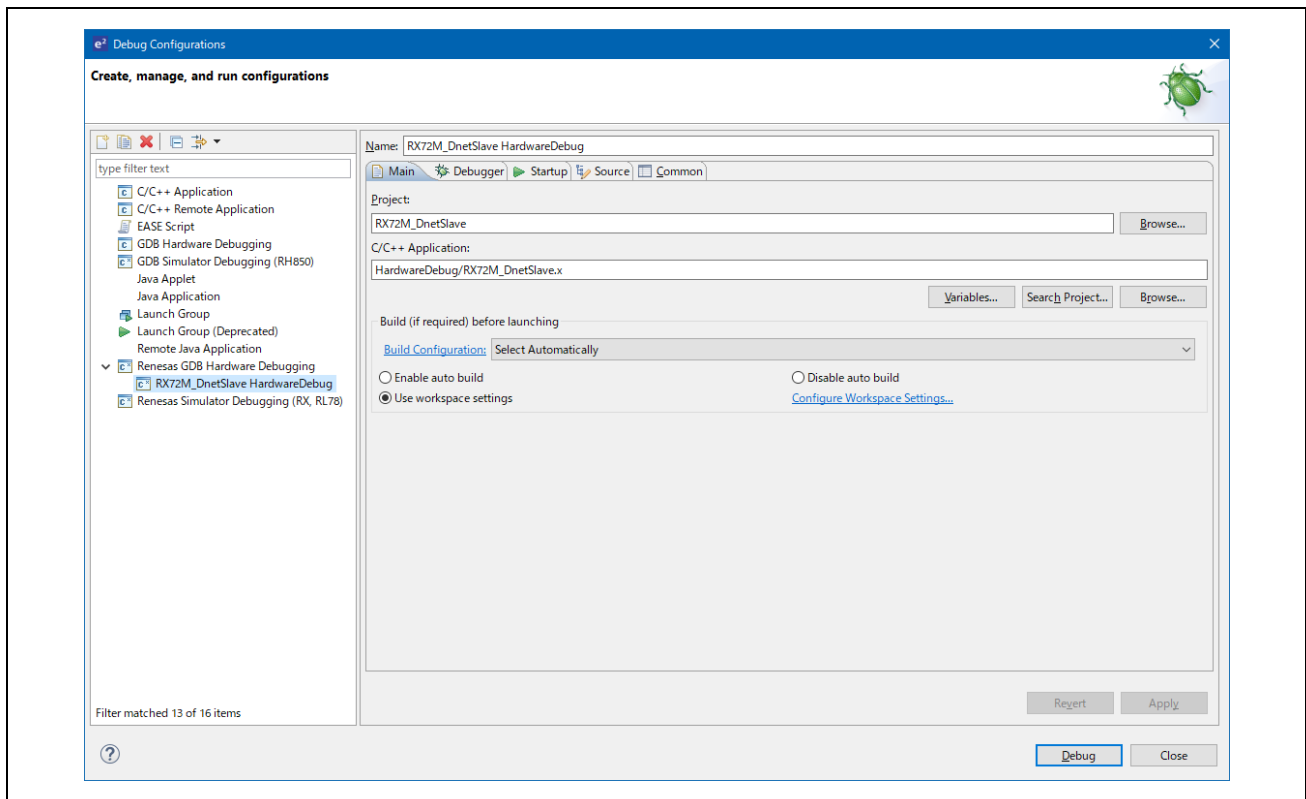 e² Debug Configurations
Create, manage, and run configurations
type filter text
C/C++ Application
C/C++ Remote Application
EASE Script
GDB Hardware Debugging
GDB Simulator Debugging (RH850)
Java Applet
Java Application
Launch Group
Launch Group (Deprecated)
Remote Java Application
Renesas GDB Hardware Debugging
RX72M_DnetSlave HardwareDebug
Renesas Simulator Debugging (RX, RL78)
Filter matched 13 of 16 items
Name: RX72M_DnetSlave HardwareDebug
Main Debugger Startup Source Common
Project:
RX72M_DnetSlave Browse...
C/C++ Application:
HardwareDebug/RX72M_DnetSlave.x
Variables... Search Project... Browse...
Build (if required) before launching
Build Configuration: Select Automatically
Enable auto build Disable auto build
Use workspace settings Configure Workspace Settings...
Revert Apply
? Debug Close